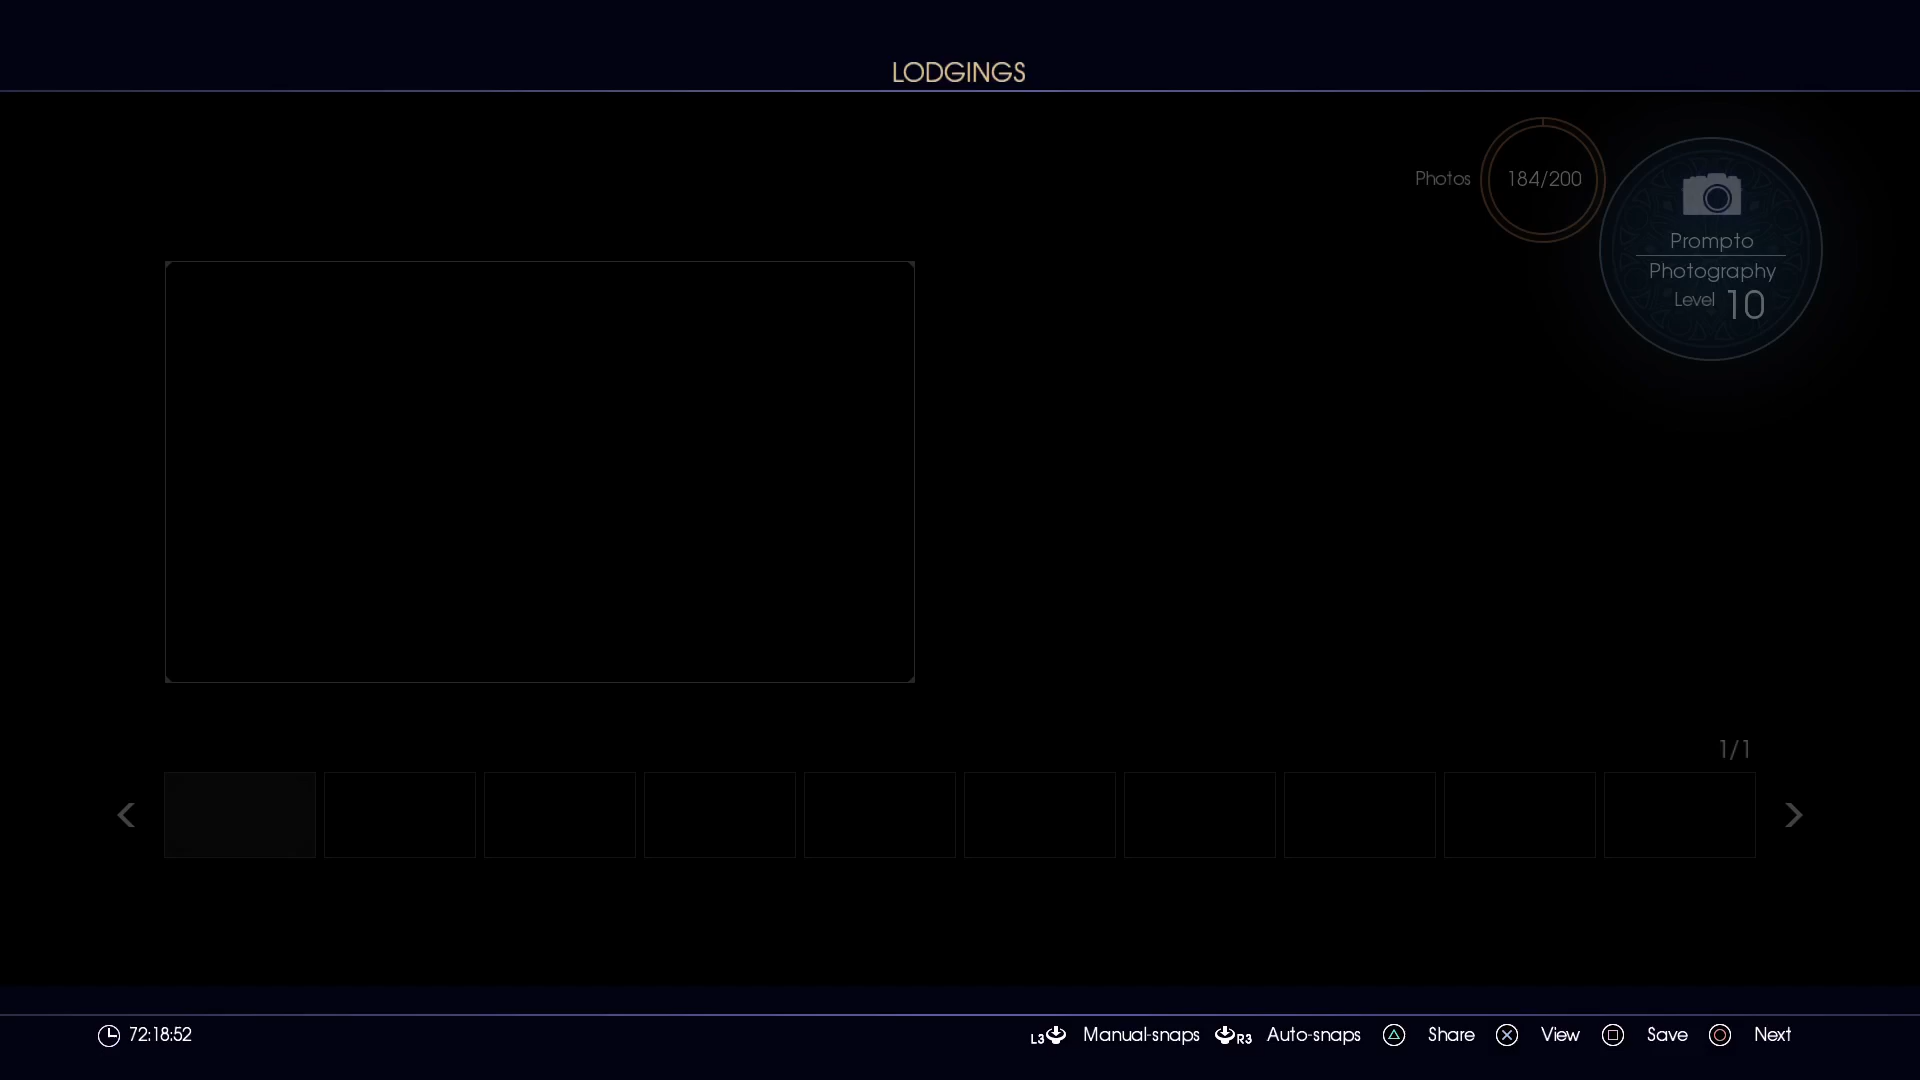 LODGINGS
Photos 184/200
Prompto
Photography
Level 10
1/1
72:18:52
L3 Manual-snaps R3 Auto-snaps Share View Save Next